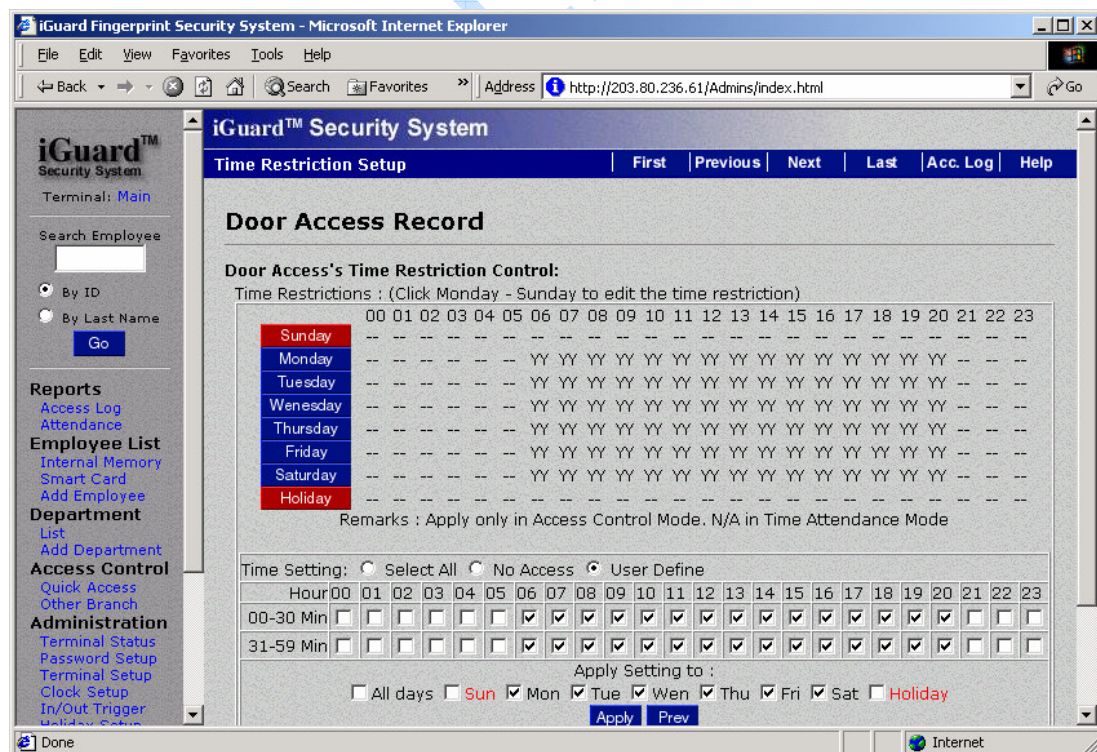 iGuard Fingerprint Security System - Microsoft Internet Explorer
File Edit View Favorites Tools Help
Back Search Favorites » Address http://203.80.236.61/Admins/index.html Go
iGuard™
Security System
Terminal: Main
Search Employee
By ID
By Last Name
Go
Reports
Access Log
Attendance
Employee List
Internal Memory
Smart Card
Add Employee
Department
List
Add Department
Access Control
Quick Access
Other Branch
Administration
Terminal Status
Password Setup
Terminal Setup
Clock Setup
In/Out Trigger
Holiday Setup
iGuard™ Security System
Time Restriction Setup | First | Previous | Next | Last | Acc. Log | Help
Door Access Record
Door Access's Time Restriction Control:
Time Restrictions : (Click Monday - Sunday to edit the time restriction)
00 01 02 03 04 05 06 07 08 09 10 11 12 13 14 15 16 17 18 19 20 21 22 23
Sunday -- -- -- -- -- -- -- -- -- -- -- -- -- -- -- -- -- -- -- -- -- -- -- --
Monday -- -- -- -- -- -- YY YY YY YY YY YY YY YY YY YY YY YY YY YY YY -- -- --
Tuesday -- -- -- -- -- -- YY YY YY YY YY YY YY YY YY YY YY YY YY YY YY -- -- --
Wenesday -- -- -- -- -- -- YY YY YY YY YY YY YY YY YY YY YY YY YY YY YY -- -- --
Thursday -- -- -- -- -- -- YY YY YY YY YY YY YY YY YY YY YY YY YY YY YY -- -- --
Friday -- -- -- -- -- -- YY YY YY YY YY YY YY YY YY YY YY YY YY YY YY -- -- --
Saturday -- -- -- -- -- -- YY YY YY YY YY YY YY YY YY YY YY YY YY YY YY -- -- --
Holiday -- -- -- -- -- -- -- -- -- -- -- -- -- -- -- -- -- -- -- -- -- -- -- --
Remarks : Apply only in Access Control Mode. N/A in Time Attendance Mode
Time Setting: Select All No Access User Define
Hour 00 01 02 03 04 05 06 07 08 09 10 11 12 13 14 15 16 17 18 19 20 21 22 23
00-30 Min
31-59 Min
Apply Setting to :
All days Sun Mon Tue Wen Thu Fri Sat Holiday
Apply Prev
Done Internet